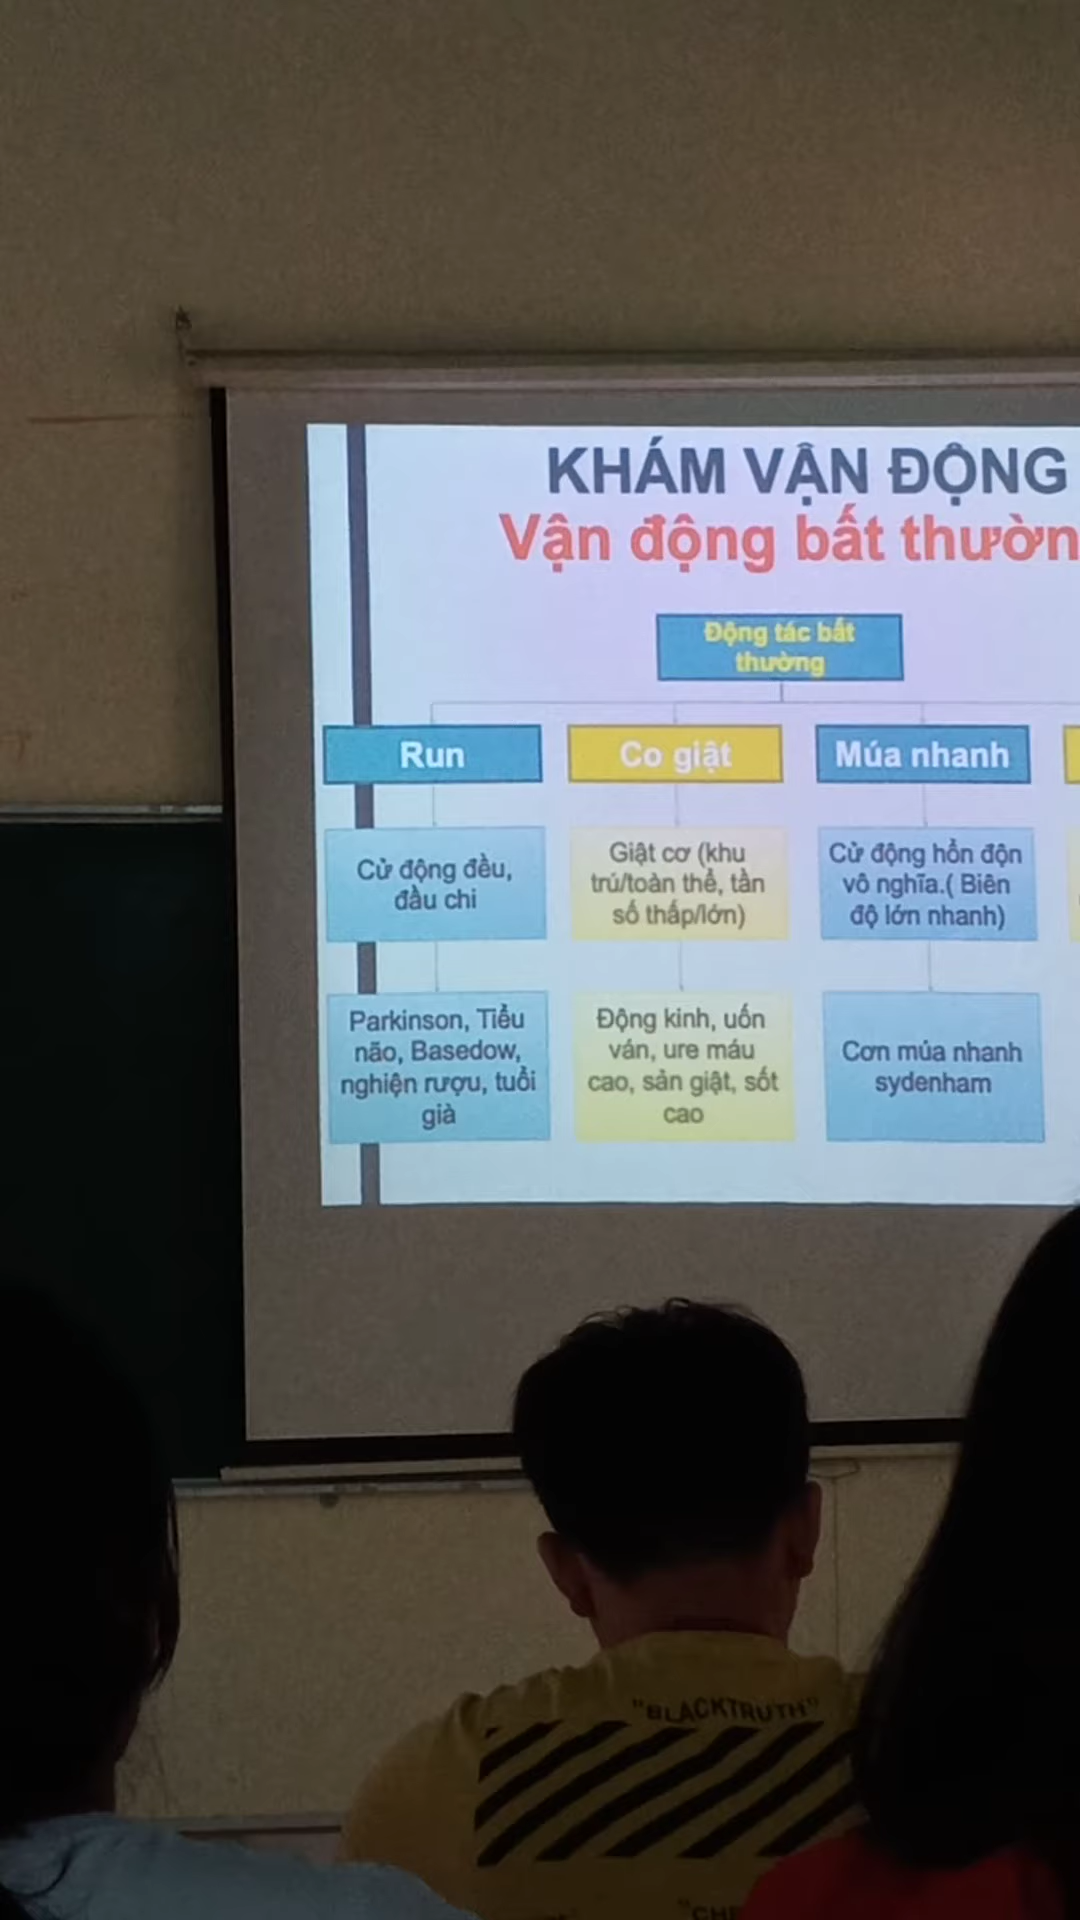 KHÁM VẬN ĐỘNG
Vận động bất thườn
Động tác bất
thường
Run
Co giật
Múa nhanh
Cử động đều,
đầu chi
Giật cơ (khu
trú/toàn thể, tần
số thấp/lớn)
Cử động hỗn độn
vô nghĩa.( Biên
độ lớn nhanh)
Parkinson, Tiểu
não, Basedow,
nghiện rượu, tuổi
già
Động kinh, uốn
ván, ure máu
cao, sản giật, sốt
cao
Cơn múa nhanh
sydenham
"BLACKTRUTH"